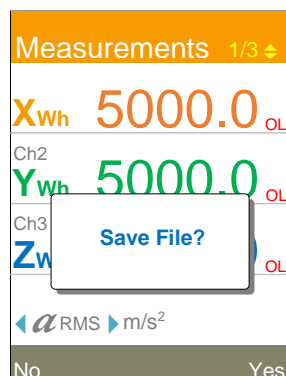 Measurements 1/3
XWh 5000.0 OL
Ch2
YWh 5000.0 OL
Ch3
Save File?
OL
a RMS m/s²
No Yes